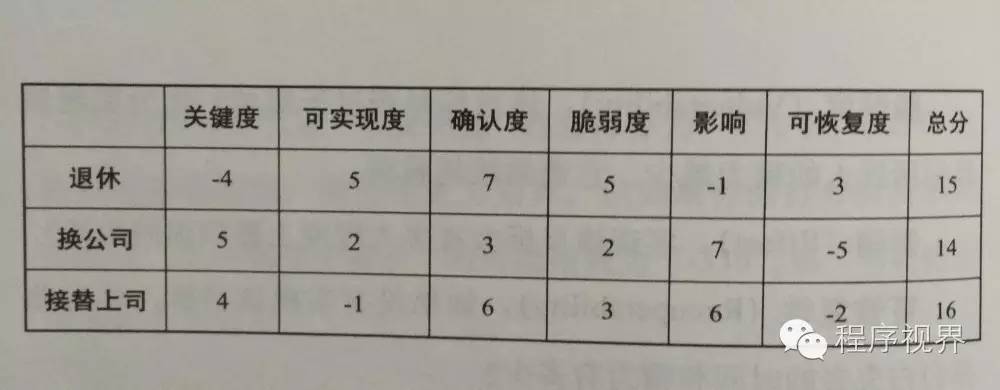 关键度 可实现度 确认度 脆弱度 影响 可恢复度 总分
退休 -4 5 7 5 -1 3 15
换公司 5 2 3 2 7 -5 14
接替上司 4 -1 6 3 6 -2 16
程序视界